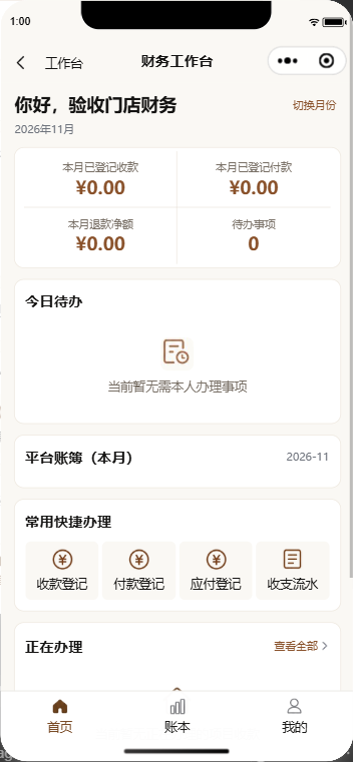 1:00
工作台
财务工作台
你好，验收门店财务
切换月份
2026年11月
本月已登记收款
本月已登记付款
¥0.00
¥0.00
本月退款净额
待办事项
¥0.00
0
今日待办
当前暂无需本人办理事项
平台账簿（本月）
2026-11
常用快捷办理
收款登记
付款登记
应付登记
收支流水
正在办理
查看全部
首页
账本
我的